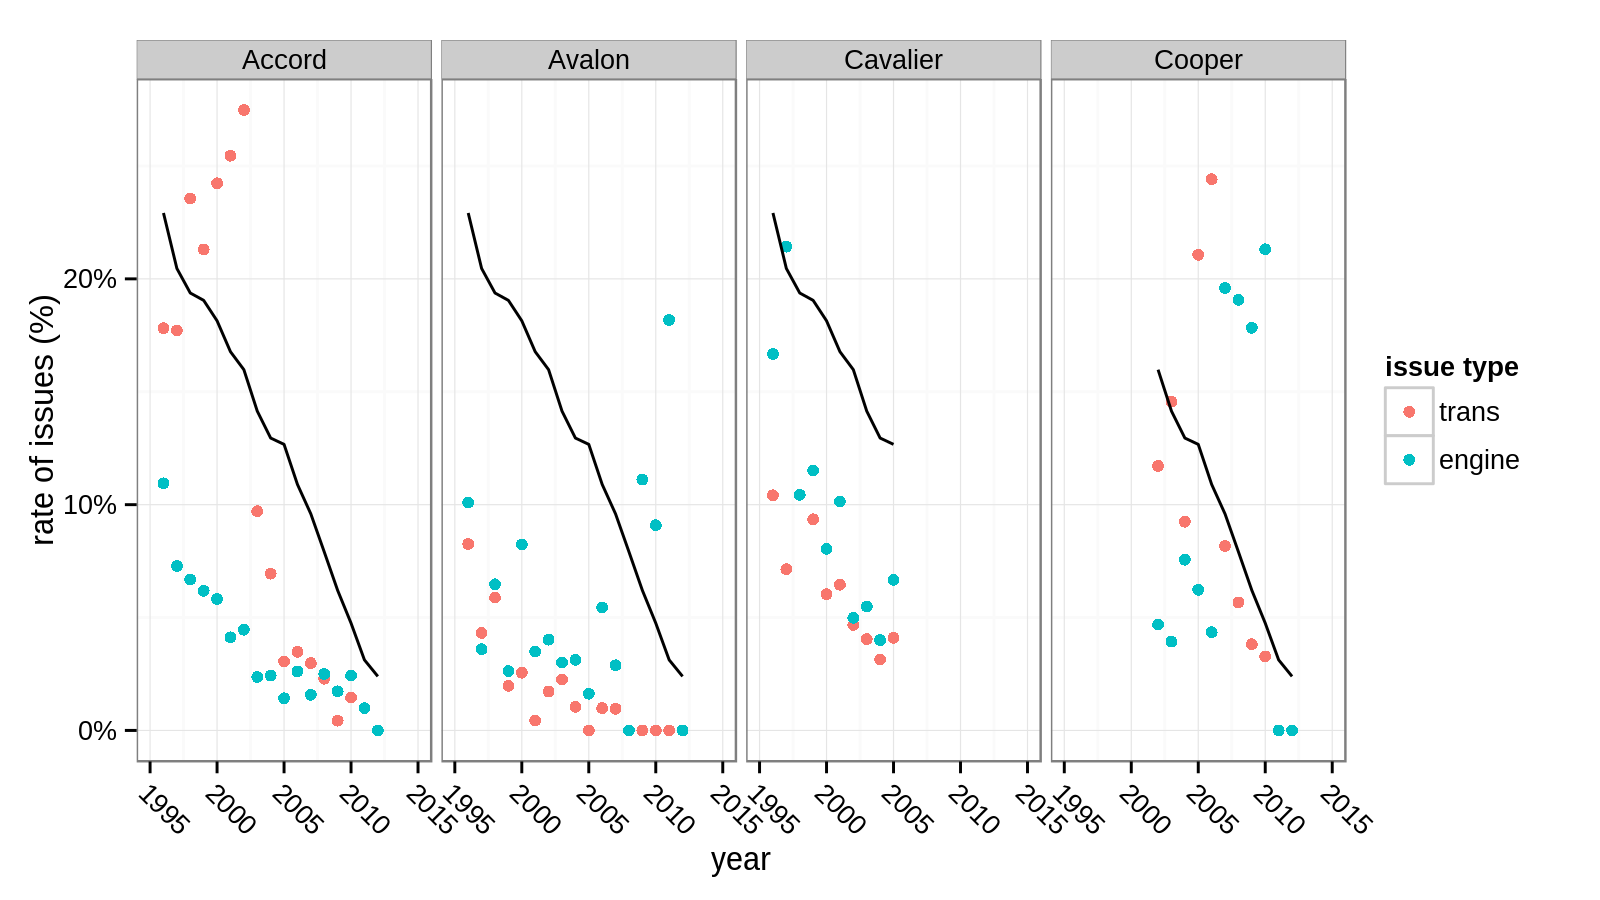 Accord
Avalon
Cavalier
Cooper
rate of issues (%)
20%
10%
0%
1995 2000 2005 2010 2015
1995 2000 2005 2010 2015
1995 2000 2005 2010 2015
1995 2000 2005 2010 2015
year
issue type
trans
engine